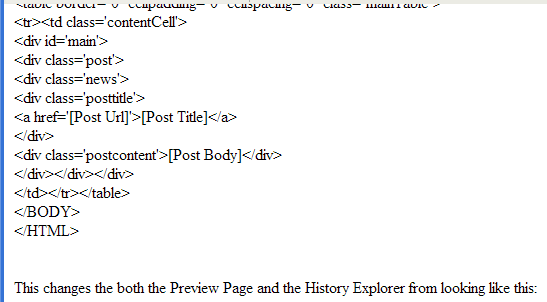 <tr><td class='contentCell'>
<div id='main'>
<div class='post'>
<div class='news'>
<div class='posttitle'>
<a href='[Post Url]'>[Post Title]</a>
</div>
<div class='postcontent'>[Post Body]</div>
</div></div></div>
</td></tr></table>
</BODY>
</HTML>
This changes the both the Preview Page and the History Explorer from looking like this: